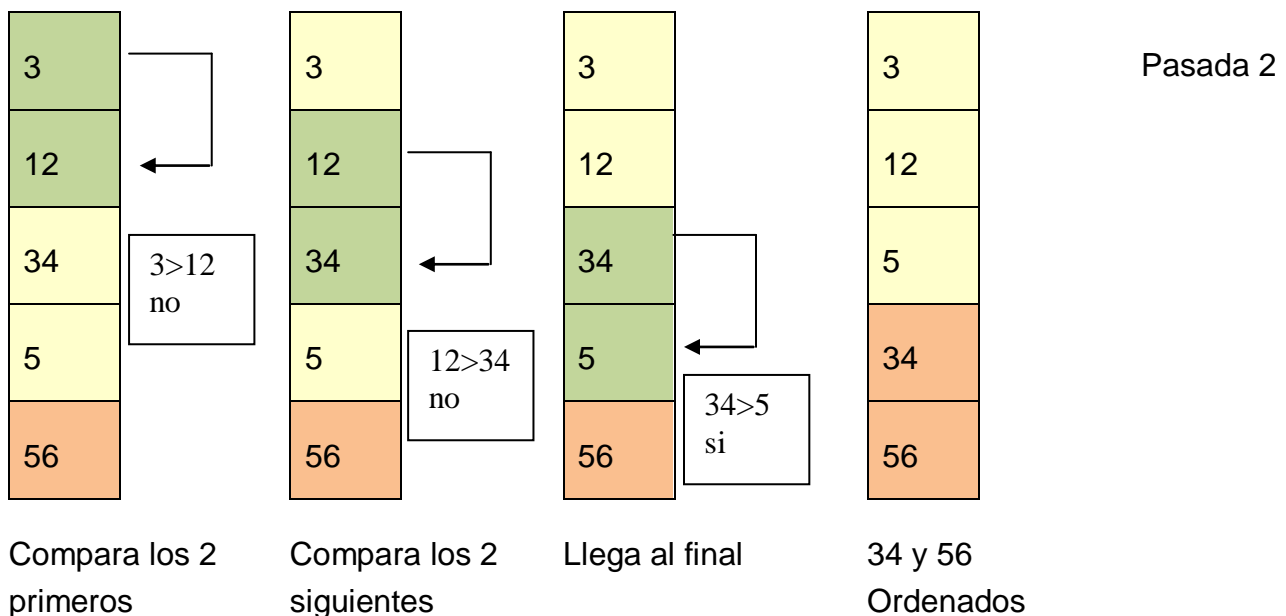 Pasada 2
3
12
34
5
56
3>12
no
3
12
34
5
56
12>34
no
3
12
34
5
56
34>5
si
3
12
5
34
56
Compara los 2
primeros
Compara los 2
siguientes
Llega al final
34 y 56
Ordenados